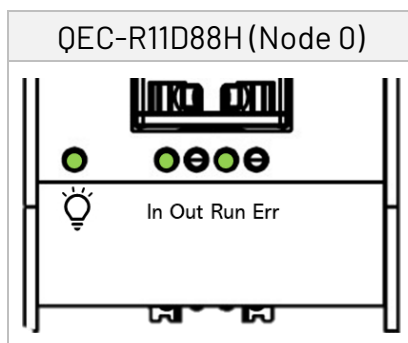 QEC-R11D88H (Node 0)
In Out Run Err